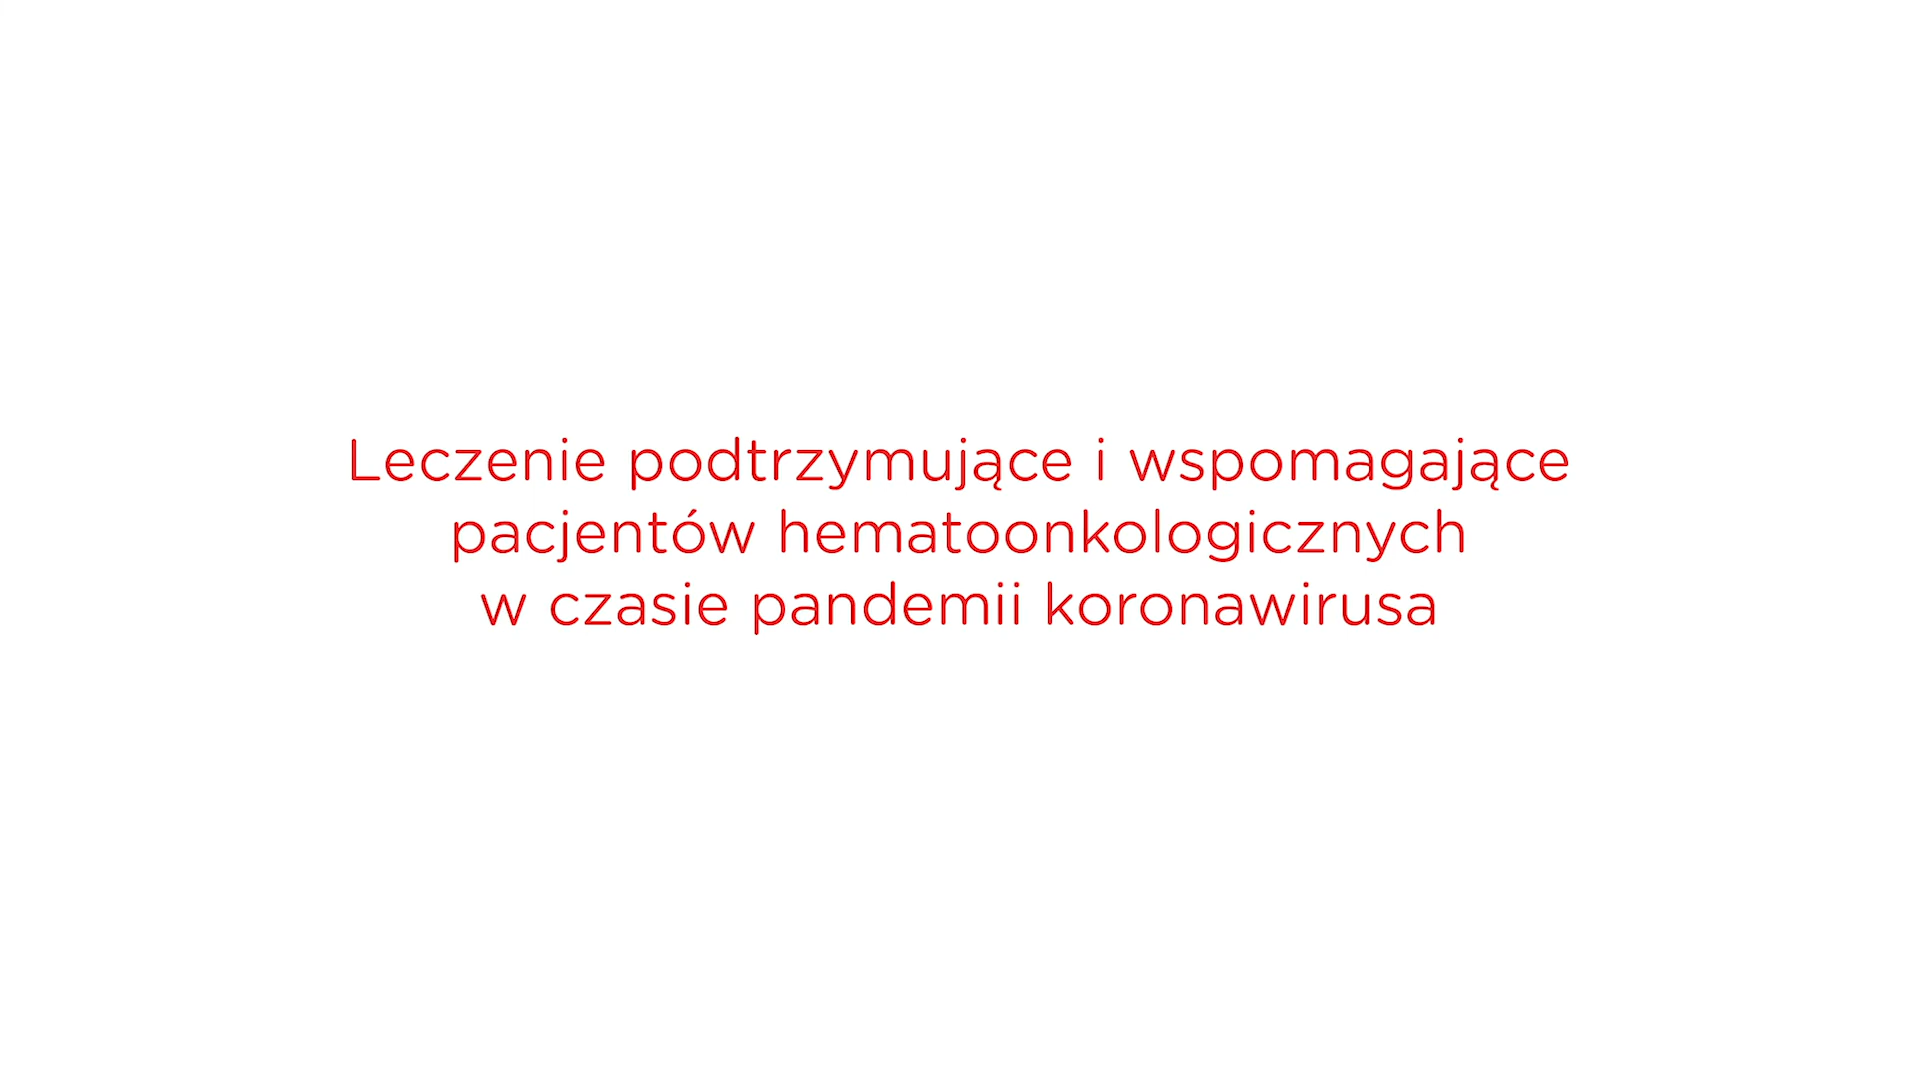 Leczenie podtrzymujące i wspomagające
pacjentów hematoonkologicznych
w czasie pandemii koronawirusa